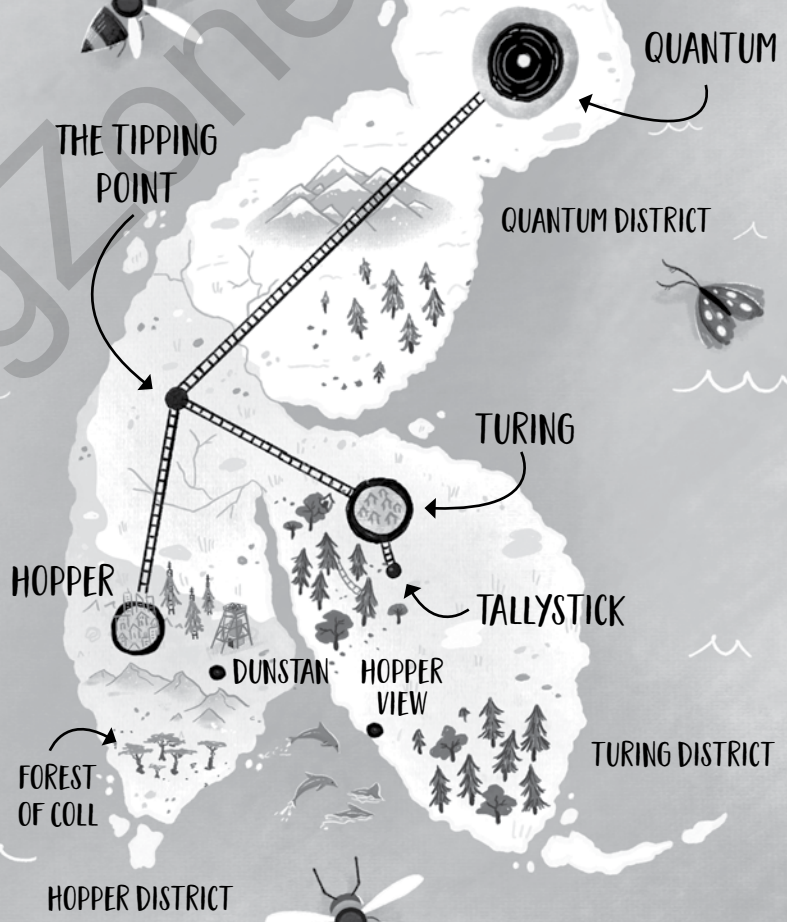 QUANTUM
THE TIPPING
POINT
QUANTUM DISTRICT
TURING
HOPPER
TALLYSTICK
DUNSTAN
HOPPER
VIEW
FOREST
OF COLL
TURING DISTRICT
HOPPER DISTRICT